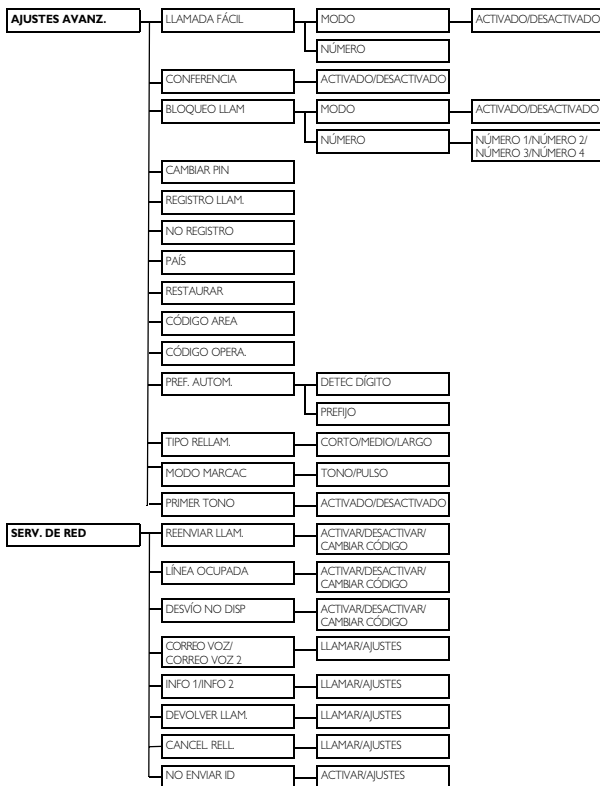 AJUSTES AVANZ.
LLAMADA FÁCIL
MODO
ACTIVADO/DESACTIVADO
NÚMERO
CONFERENCIA
ACTIVADO/DESACTIVADO
BLOQUEO LLAM
MODO
ACTIVADO/DESACTIVADO
NÚMERO
NÚMERO 1/NÚMERO 2/
NÚMERO 3/NÚMERO 4
CAMBIAR PIN
REGISTRO LLAM.
NO REGISTRO
PAÍS
RESTAURAR
CÓDIGO AREA
CÓDIGO OPERA.
PREF. AUTOM.
DETEC DÍGITO
PREFIJO
TIPO RELLAM.
CORTO/MEDIO/LARGO
MODO MARCAC
TONO/PULSO
PRIMER TONO
ACTIVADO/DESACTIVADO
SERV. DE RED
REENVIAR LLAM.
ACTIVAR/DESACTIVAR/
CAMBIAR CÓDIGO
LÍNEA OCUPADA
ACTIVAR/DESACTIVAR/
CAMBIAR CÓDIGO
DESVÍO NO DISP
ACTIVAR/DESACTIVAR/
CAMBIAR CÓDIGO
CORREO VOZ/
CORREO VOZ 2
LLAMAR/AJUSTES
INFO 1/INFO 2
LLAMAR/AJUSTES
DEVOLVER LLAM.
LLAMAR/AJUSTES
CANCEL. RELL.
LLAMAR/AJUSTES
NO ENVIAR ID
ACTIVAR/AJUSTES